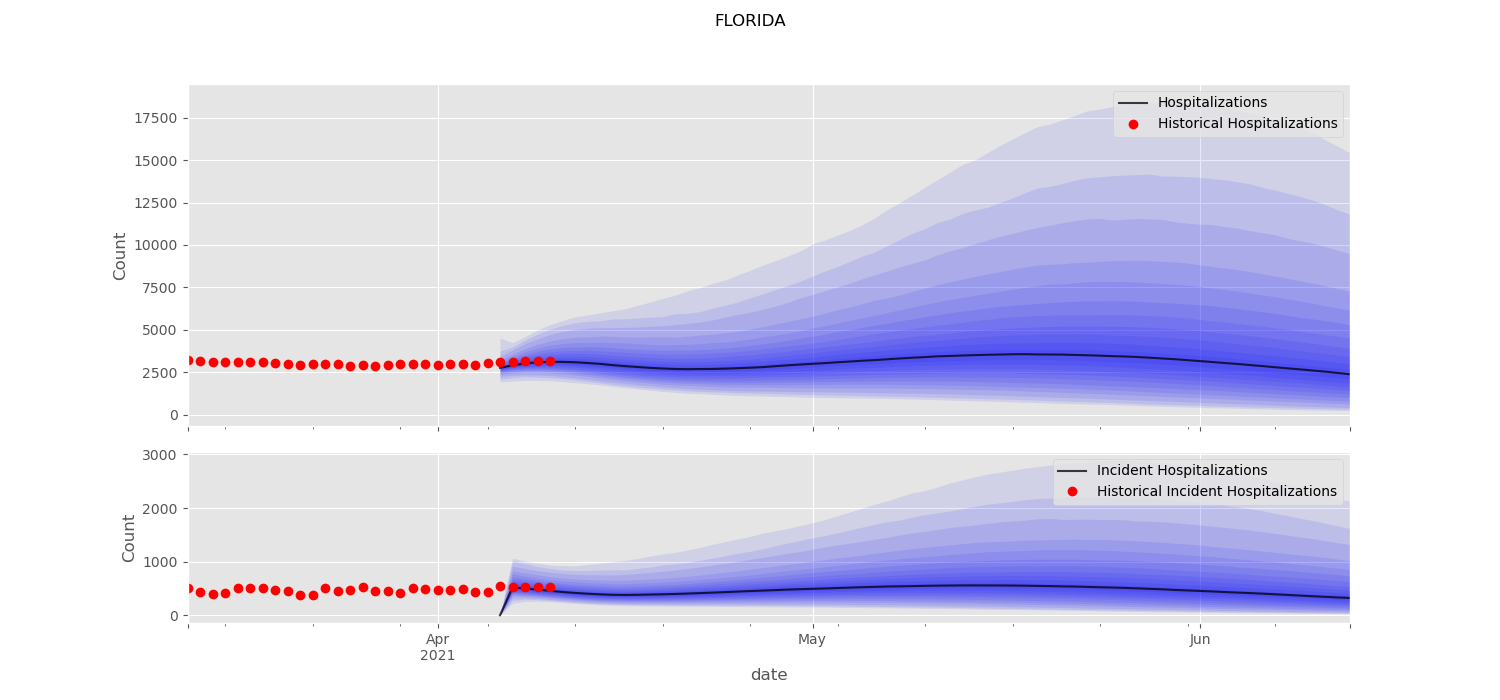 FLORIDA
Hospitalizations
Historical Hospitalizations
17500
15000
12500
10000
7500
5000
2500
0
Count
Incident Hospitalizations
Historical Incident Hospitalizations
3000
2000
1000
0
Count
Apr
2021
May
Jun
date